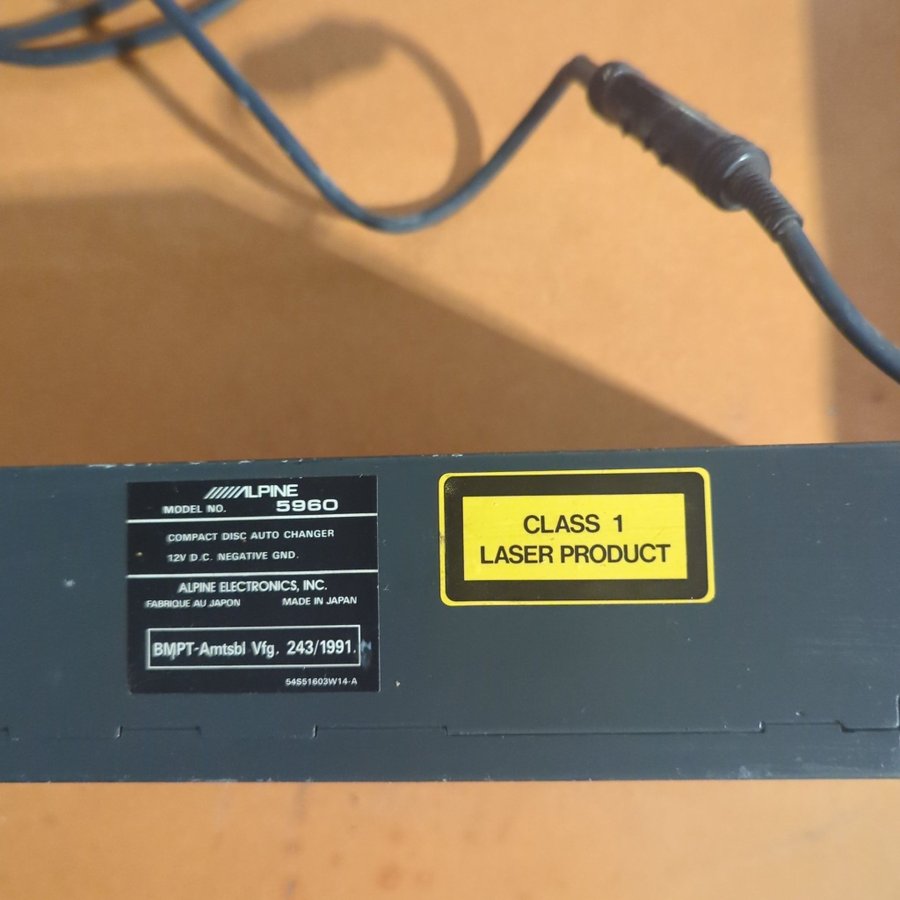 ALPINE
MODEL NO. 5960
COMPACT DISC AUTO CHANGER
12V D.C. NEGATIVE GND.
ALPINE ELECTRONICS, INC.
FABRIQUE AU JAPON MADE IN JAPAN
BMPT-Amtsbl Vfg. 243/1991.
54S51603W14-A
CLASS 1
LASER PRODUCT